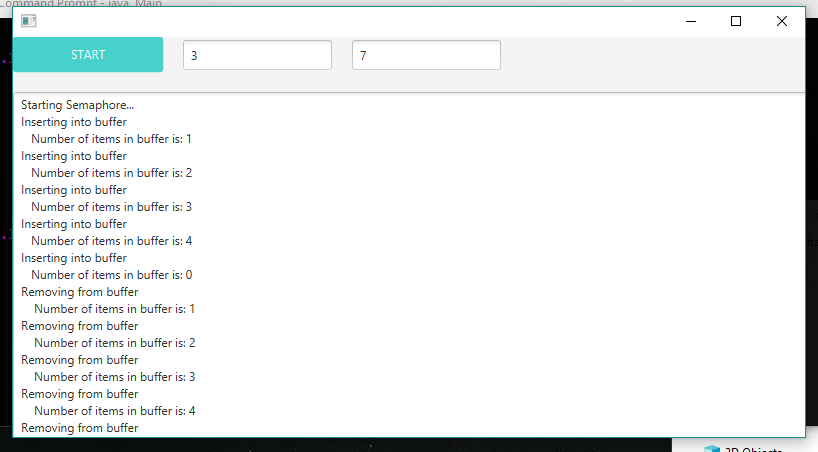 Command Prompt - java Main
START
3
7
Starting Semaphore...
Inserting into buffer
Number of items in buffer is: 1
Inserting into buffer
Number of items in buffer is: 2
Inserting into buffer
Number of items in buffer is: 3
Inserting into buffer
Number of items in buffer is: 4
Inserting into buffer
Number of items in buffer is: 0
Removing from buffer
Number of items in buffer is: 1
Removing from buffer
Number of items in buffer is: 2
Removing from buffer
Number of items in buffer is: 3
Removing from buffer
Number of items in buffer is: 4
Removing from buffer
3D Objects